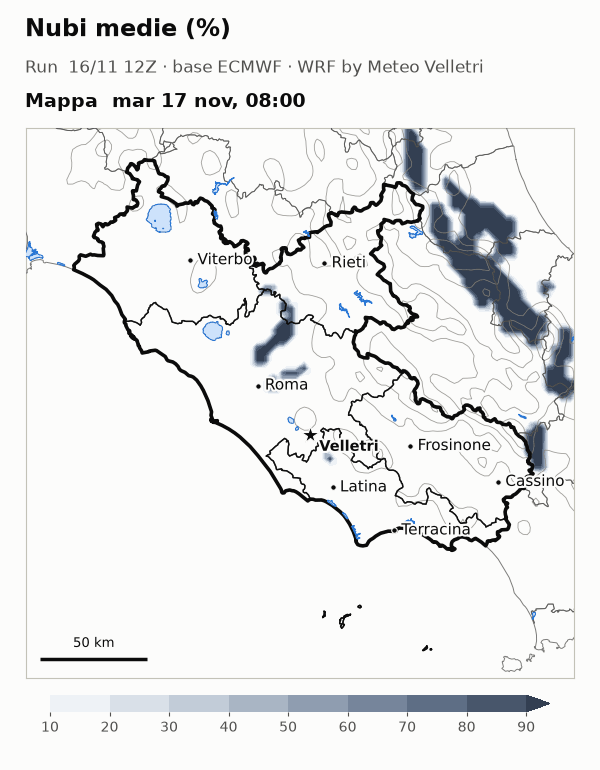 Nubi medie (%)
Run  16/11 12Z · base ECMWF · WRF by Meteo Velletri
Mappa  mar 17 nov, 08:00
Viterbo
Rieti
Roma
Velletri
Frosinone
Latina
Cassino
Terracina
50 km
10 20 30 40 50 60 70 80 90